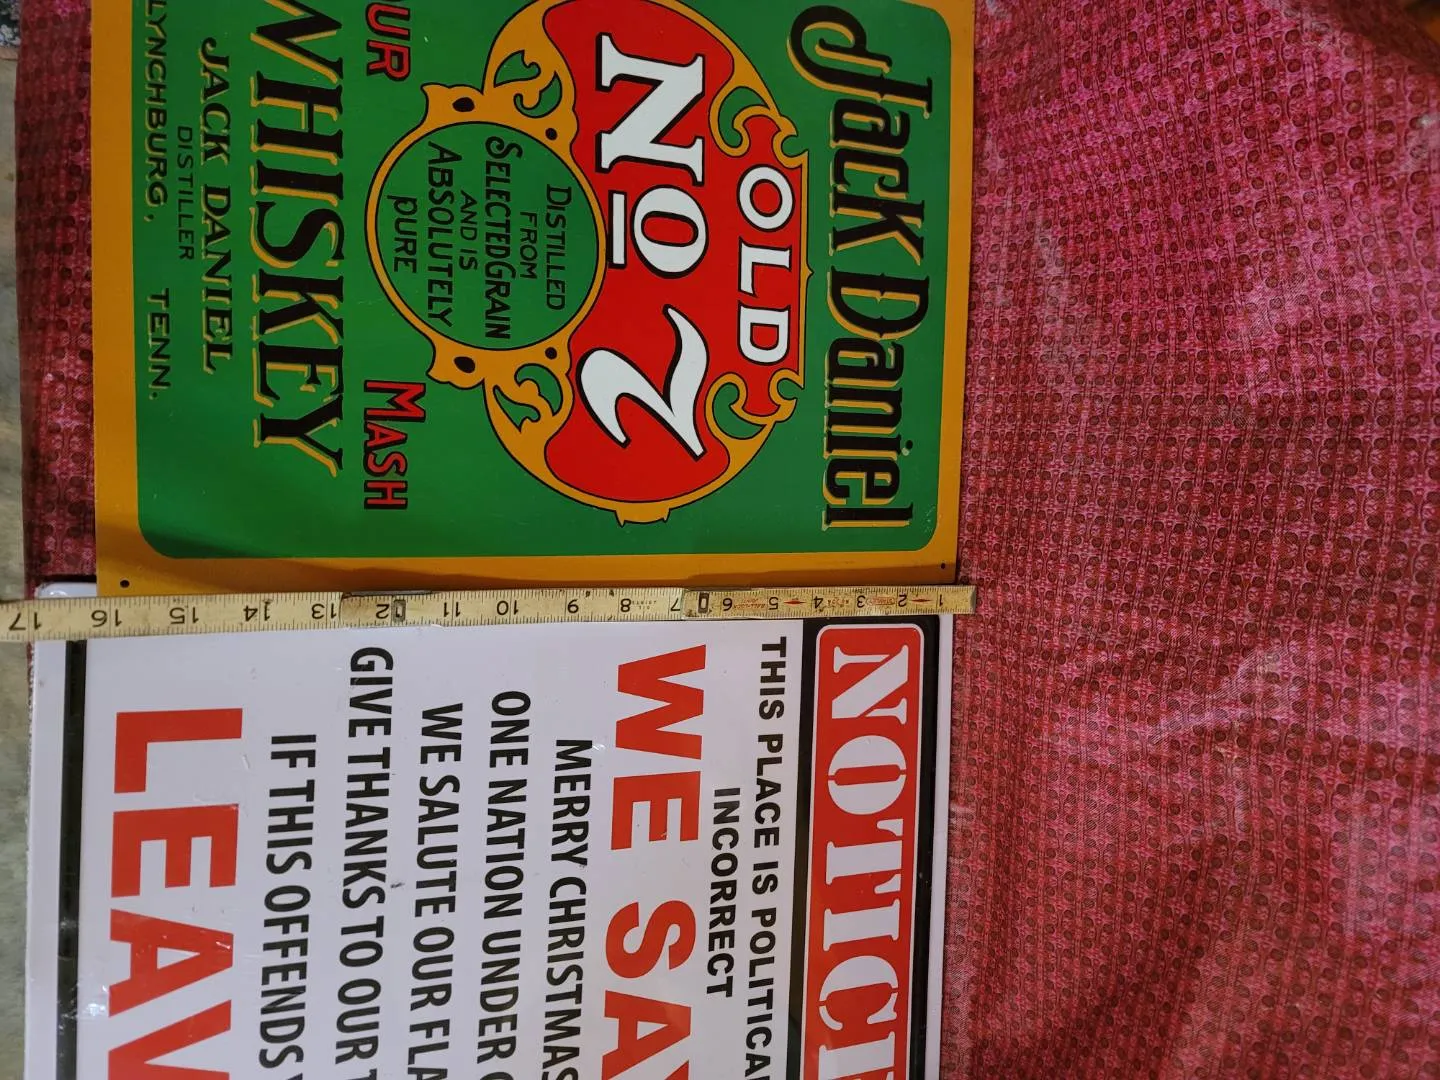 Jack Daniel
OLD
No 7
DISTILLED
FROM
SELECTED GRAIN
AND IS
ABSOLUTELY
PURE
OUR MASH
WHISKEY
JACK DANIEL
DISTILLER
LYNCHBURG, TENN.
17 16 15 14 13 12 11 10 9 8 7 6 5 4 3 2 1
NOTICE
THIS PLACE IS POLITICAL
INCORRECT
WE SAY
MERRY CHRISTMAS
ONE NATION UNDER
WE SALUTE OUR FLA
GIVE THANKS TO OUR
IF THIS OFFENDS
LEAV